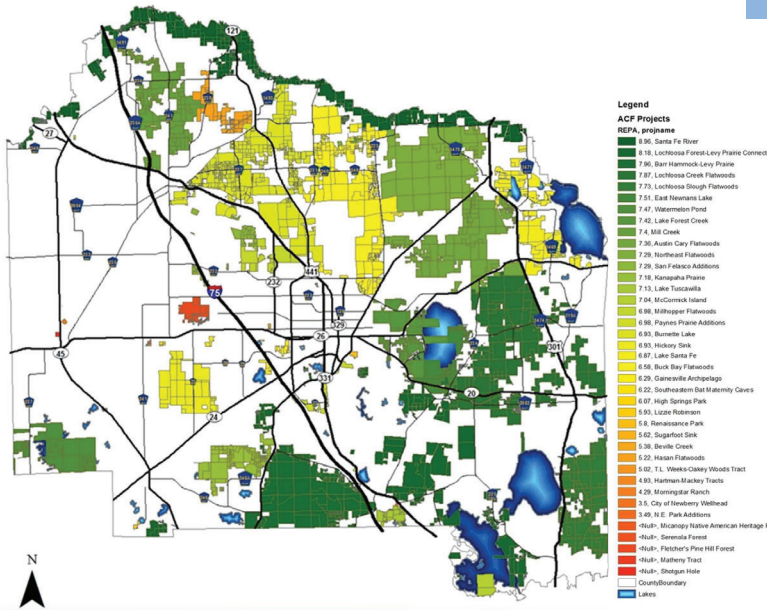 121
27
441
232
75
329
26
45
301
331
20
24
N
Legend
ACF Projects
REPA, projname
8.96, Santa Fe River
8.18, Lochloosa Forest-Levy Prairie Connect
7.96, Barr Hammock-Levy Prairie
7.87, Lochloosa Creek Flatwoods
7.73, Lochloosa Slough Flatwoods
7.51, East Newnans Lake
7.47, Watermelon Pond
7.42, Lake Forest Creek
7.4, Mill Creek
7.36, Austin Cary Flatwoods
7.29, Northeast Flatwoods
7.29, San Felasco Additions
7.18, Kanapaha Prairie
7.13, Lake Tuscawilla
7.04, McCormick Island
6.98, Millhopper Flatwoods
6.98, Paynes Prairie Additions
6.93, Burnette Lake
6.93, Hickory Sink
6.87, Lake Santa Fe
6.58, Buck Bay Flatwoods
6.29, Gainesville Archipelago
6.22, Southeastern Bat Maternity Caves
6.07, High Springs Park
5.93, Lizzie Robinson
5.8, Renaissance Park
5.62, Sugarfoot Sink
5.38, Beville Creek
5.22, Hasan Flatwoods
5.02, T.L. Weeks-Oakey Woods Tract
4.93, Hartman-Mackey Tracts
4.29, Morningstar Ranch
3.5, City of Newberry Wellhead
3.49, N.E. Park Additions
<Null>, Micanopy Native American Heritage
<Null>, Serenola Forest
<Null>, Fletcher's Pine Hill Forest
<Null>, Matheny Tract
<Null>, Shotgun Hole
CountyBoundary
Lakes